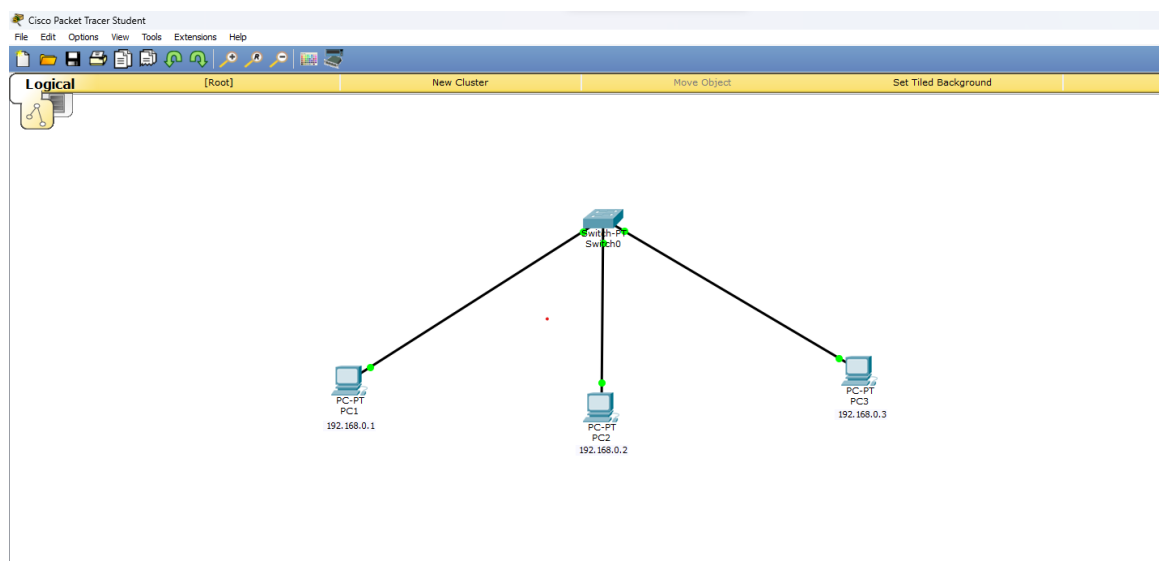 Cisco Packet Tracer Student
File Edit Options View Tools Extensions Help
Logical [Root] New Cluster Move Object Set Tiled Background
Switch-PT
Switch0
PC-PT
PC1
192.168.0.1
PC-PT
PC2
192.168.0.2
PC-PT
PC3
192.168.0.3